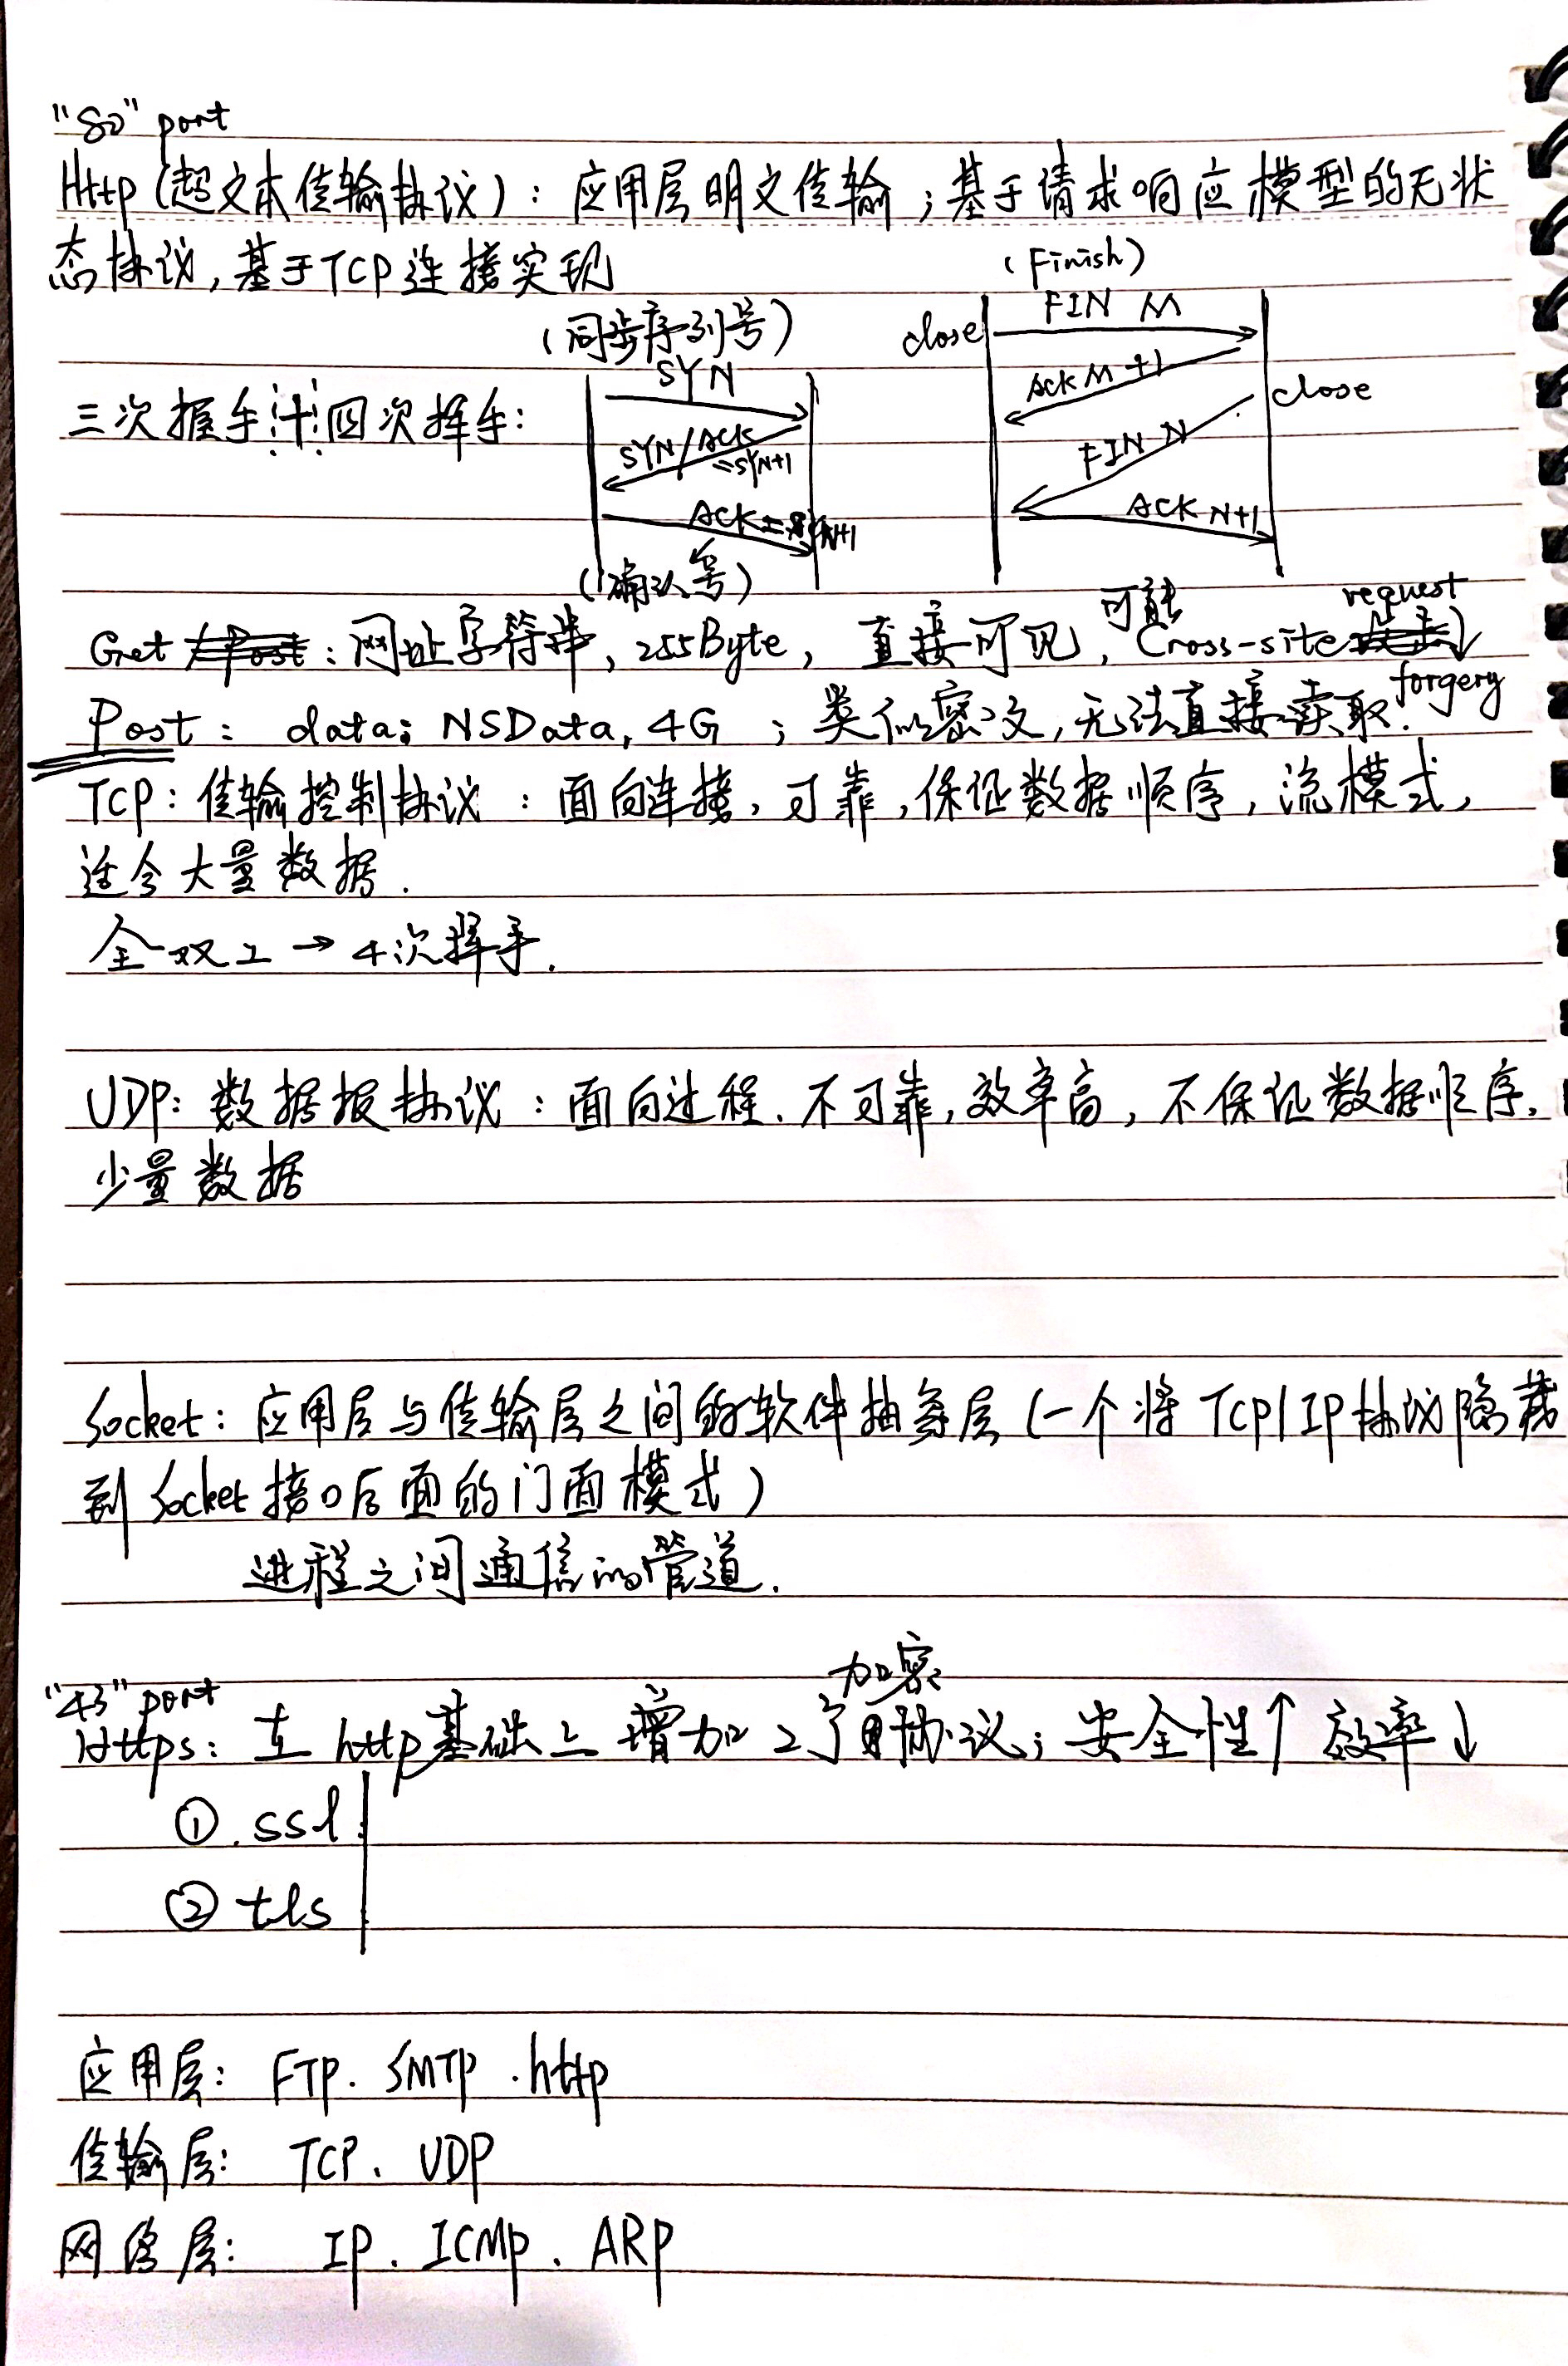 "80" port
Http(超文本传输协议): 应用层明文传输;基于请求响应模型的无状
态协议,基于TCP连接实现
三次握手 四次挥手:
(同步序列号)
SYN
SYN/ACK
=SYN+1
ACK=
N+1
(确认号)
(Finish)
close
FIN M
ACK M+1
close
FIN N
ACK N+1
Get : 网址字符串, 255Byte, 直接可见, 可能 Cross-site request
forgery
Post: data: NSData, 4G ; 类似密文,无法直接读取.
TCP: 传输控制协议: 面向连接,可靠,保证数据顺序,流模式,
适合大量数据.
全双工 → 4次挥手.
UDP: 数据报协议: 面向过程.不可靠,效率高,不保证数据顺序.
少量数据
Socket: 应用层与传输层之间的软件抽象层(一个将TCP/IP协议隐藏
到Socket接口后面的门面模式)
进程之间通信的管道.
"43" port
加密
Https: 在http基础上增加了协议; 安全性↑ 效率↓
①.ssl
② tls
应用层: FTP. SMTP .http
传输层: TCP. UDP
网络层: IP. ICMP. ARP